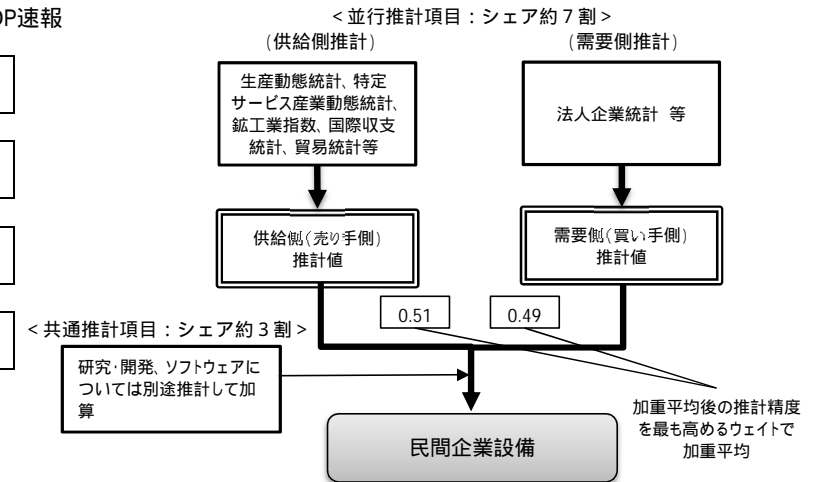 DP速報
<並行推計項目：シェア約７割>
(供給側推計)
(需要側推計)
生産動態統計、特定
サービス産業動態統計、
鉱工業指数、国際収支
統計、貿易統計等
法人企業統計 等
供給側(売り手側)
推計値
需要側(買い手側)
推計値
0.51
0.49
<共通推計項目：シェア約３割>
研究・開発、ソフトウェアに
ついては別途推計して加
算
民間企業設備
加重平均後の推計精度
を最も高めるウェイトで
加重平均